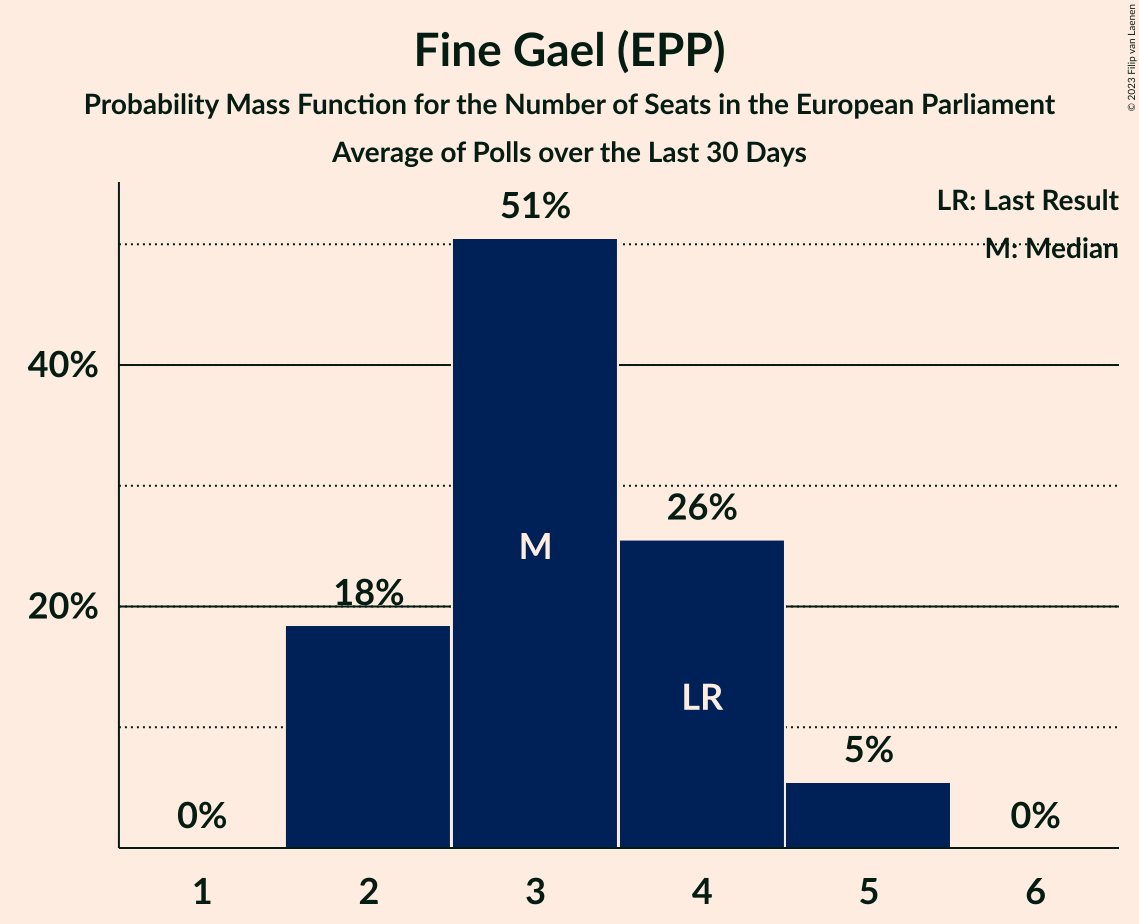 Fine Gael (EPP)
Probability Mass Function for the Number of Seats in the European Parliament
Average of Polls over the Last 30 Days
© 2023 Filip van Laenen
LR: Last Result
M: Median
51%
40%
26%
M
18%
20%
LR
5%
0%
0%
1
2
3
4
5
6